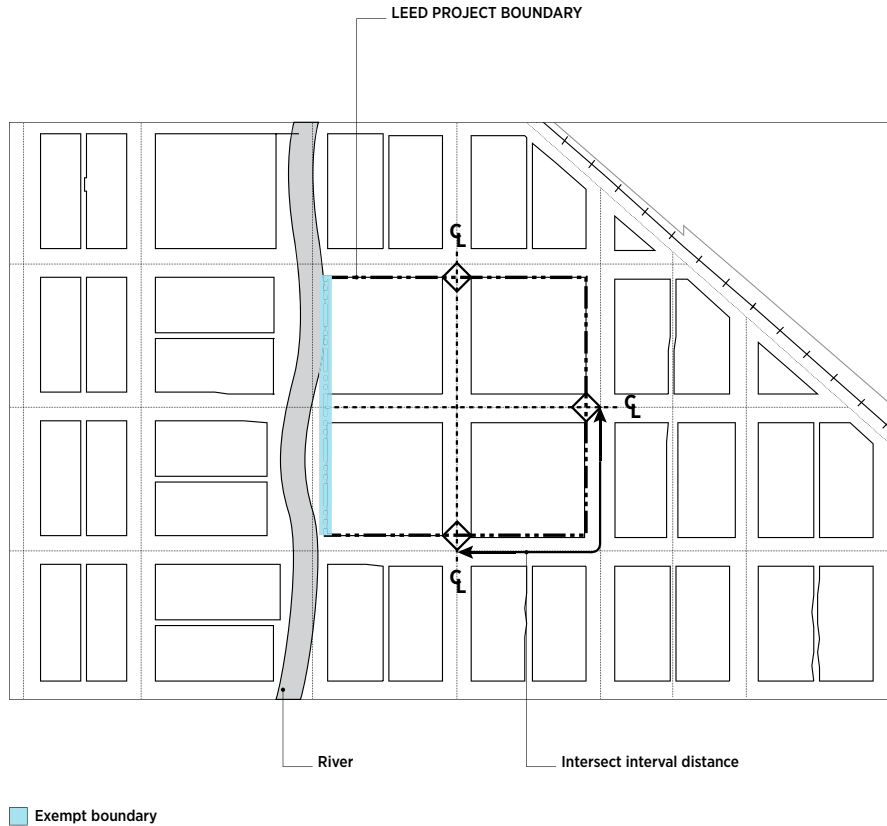 LEED PROJECT BOUNDARY
CL
CL
CL
River
Intersect interval distance
Exempt boundary